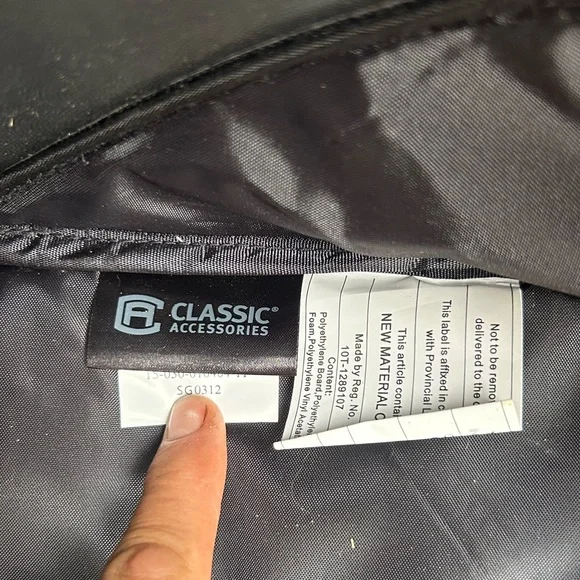 CLASSIC®
ACCESSORIES
SG0312
Not to be remo
delivered to the c
This label is affixed in c
with Provincial L
This article conta
NEW MATERIAL O
Made by Reg. No.
10T-1289107
Content:
Polyethylene Board, Polyethyle
Foam, Polyethylene Vinyl Aceta